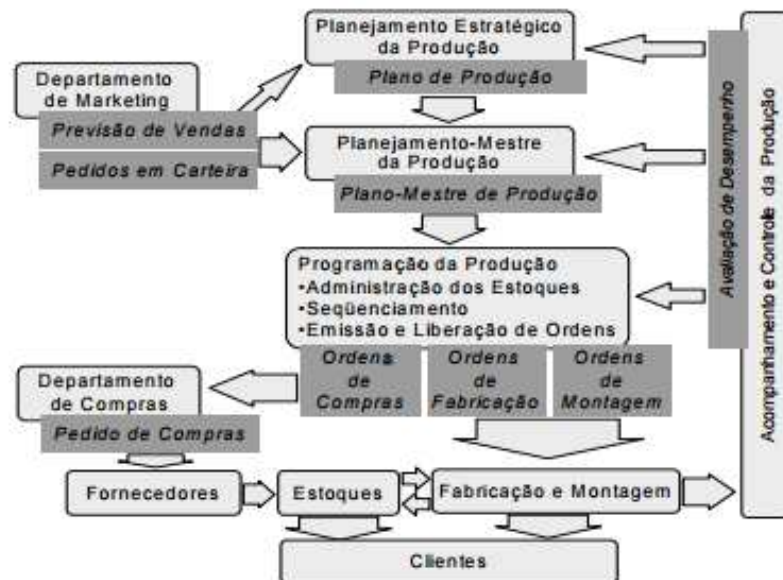 Planejamento Estratégico
da Produção
Plano de Produção
Departamento
de Marketing
Previsão de Vendas
Pedidos em Carteira
Planejamento-Mestre
da Produção
Plano-Mestre de Produção
Programação da Produção
•Administração dos Estoques
•Seqüenciamento
•Emissão e Liberação de Ordens
Ordens
de
Compras
Ordens
de
Fabricação
Ordens
de
Montagem
Departamento
de Compras
Pedido de Compras
Fornecedores
Estoques
Fabricação e Montagem
Clientes
Avaliação de Desempenho
Acompanhamento e Controle da Produção